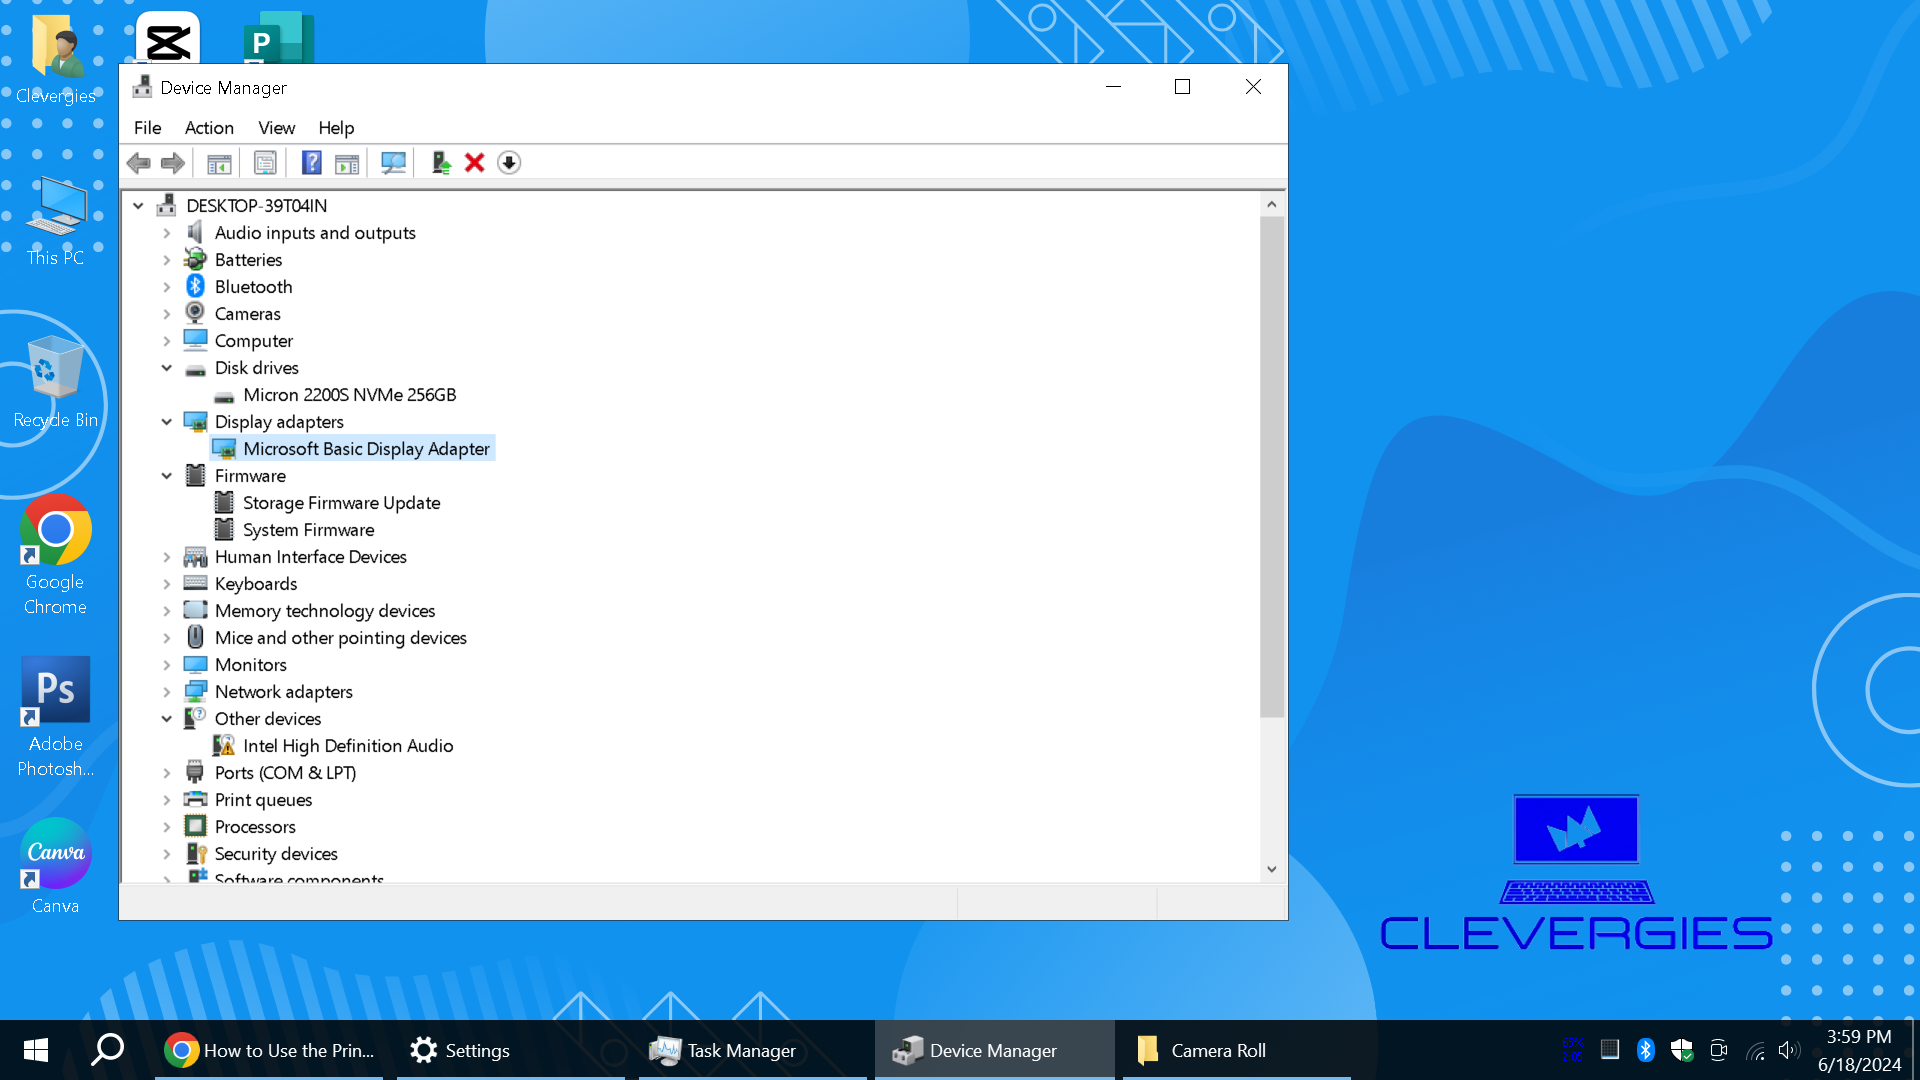 Clevergies
P
Device Manager
File Action View Help
DESKTOP-39T04IN
Audio inputs and outputs
Batteries
Bluetooth
Cameras
Computer
Disk drives
Micron 2200S NVMe 256GB
Display adapters
Microsoft Basic Display Adapter
Firmware
Storage Firmware Update
System Firmware
Human Interface Devices
Keyboards
Memory technology devices
Mice and other pointing devices
Monitors
Network adapters
Other devices
Intel High Definition Audio
Ports (COM & LPT)
Print queues
Processors
Security devices
Software components
This PC
Recycle Bin
Google
Chrome
Ps
Adobe
Photosh...
Canva
Canva
CLEVERGIES
How to Use the Prin...
Settings
Task Manager
Device Manager
Camera Roll
3:59 PM
6/18/2024